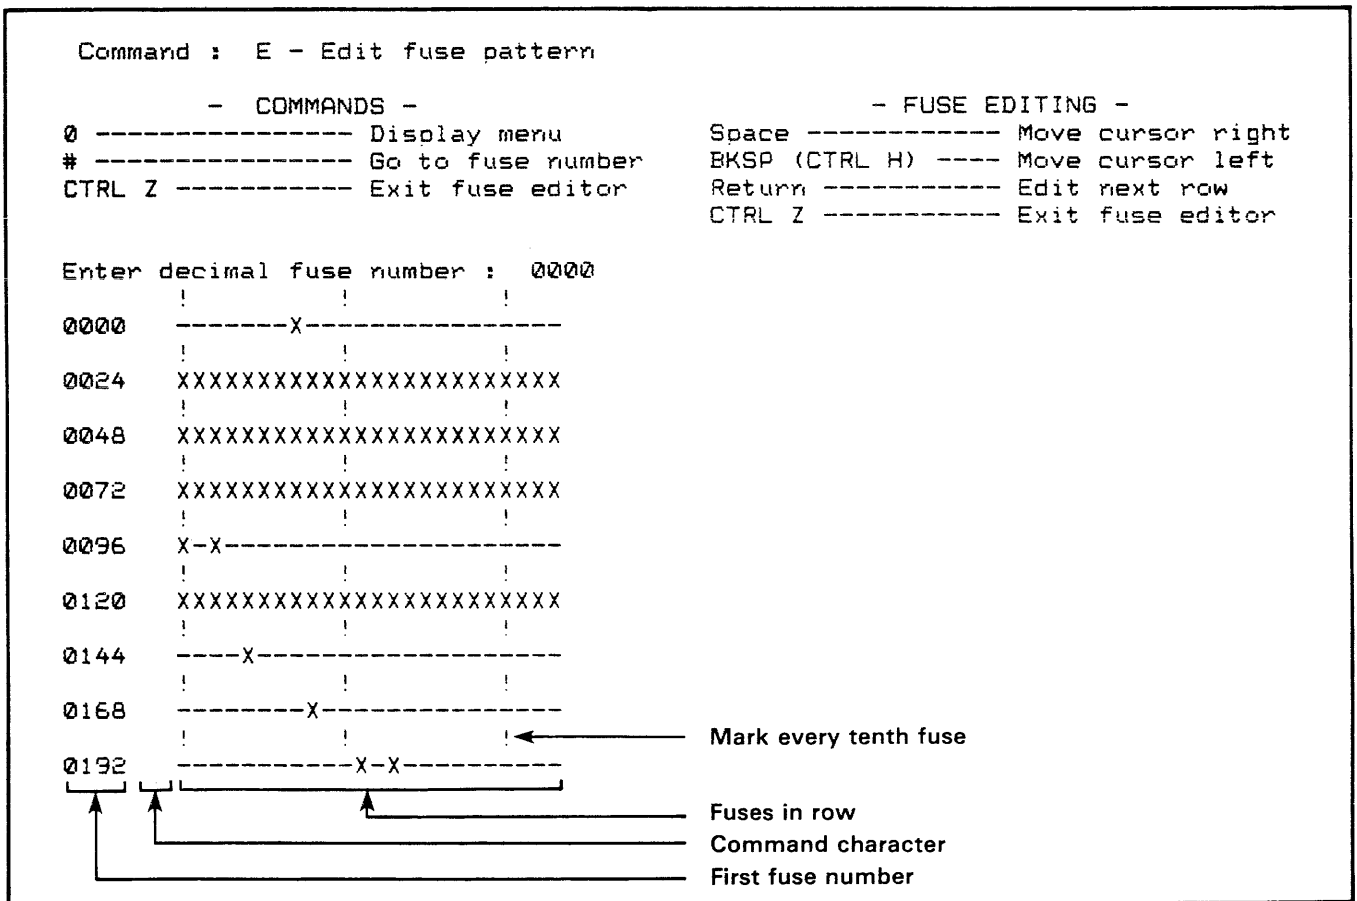 Command : E - Edit fuse pattern
- COMMANDS -
0 ---------------- Display menu
# ---------------- Go to fuse number
CTRL Z ----------- Exit fuse editor
- FUSE EDITING -
Space ------------ Move cursor right
BKSP (CTRL H) ---- Move cursor left
Return ----------- Edit next row
CTRL Z ----------- Exit fuse editor
Enter decimal fuse number : 0000
! ! !
0000 -------X----------------
! ! !
0024 XXXXXXXXXXXXXXXXXXXXXXXX
! ! !
0048 XXXXXXXXXXXXXXXXXXXXXXXX
! ! !
0072 XXXXXXXXXXXXXXXXXXXXXXXX
! ! !
0096 X-X---------------------
! ! !
0120 XXXXXXXXXXXXXXXXXXXXXXXX
! ! !
0144 ----X-------------------
! ! !
0168 --------X---------------
! ! ! Mark every tenth fuse
0192 -----------X-X----------
Fuses in row
Command character
First fuse number